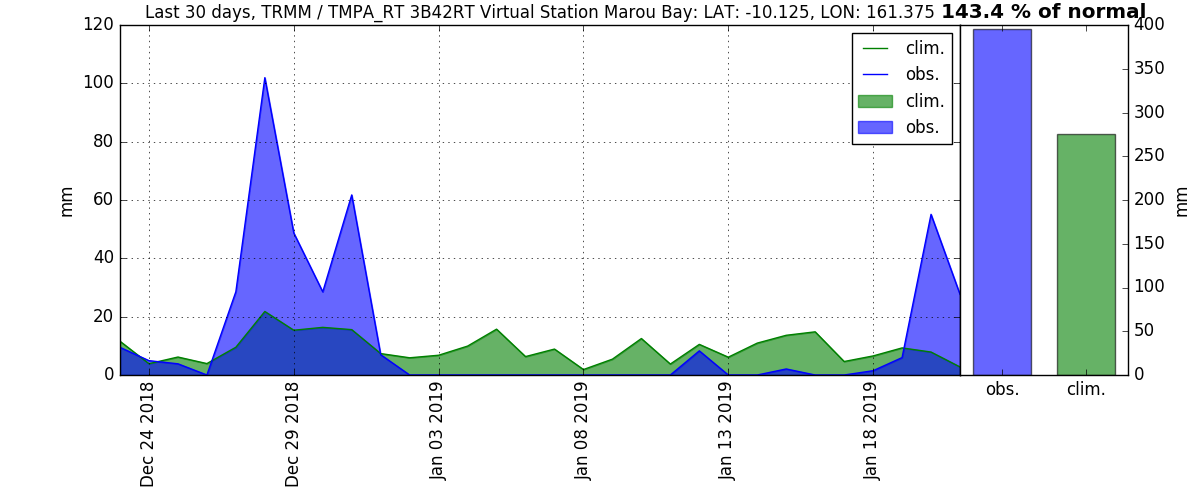 Last 30 days, TRMM / TMPA_RT 3B42RT Virtual Station Marou Bay: LAT: -10.125, LON: 161.375 143.4 % of normal
120
100
80
60
40
20
0
mm
clim.
obs.
clim.
obs.
Dec 24 2018
Dec 29 2018
Jan 03 2019
Jan 08 2019
Jan 13 2019
Jan 18 2019
400
350
300
250
200
150
100
50
0
mm
obs.
clim.